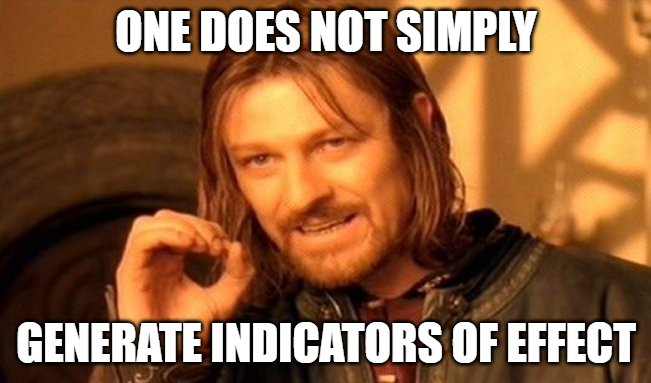 ONE DOES NOT SIMPLY
GENERATE INDICATORS OF EFFECT